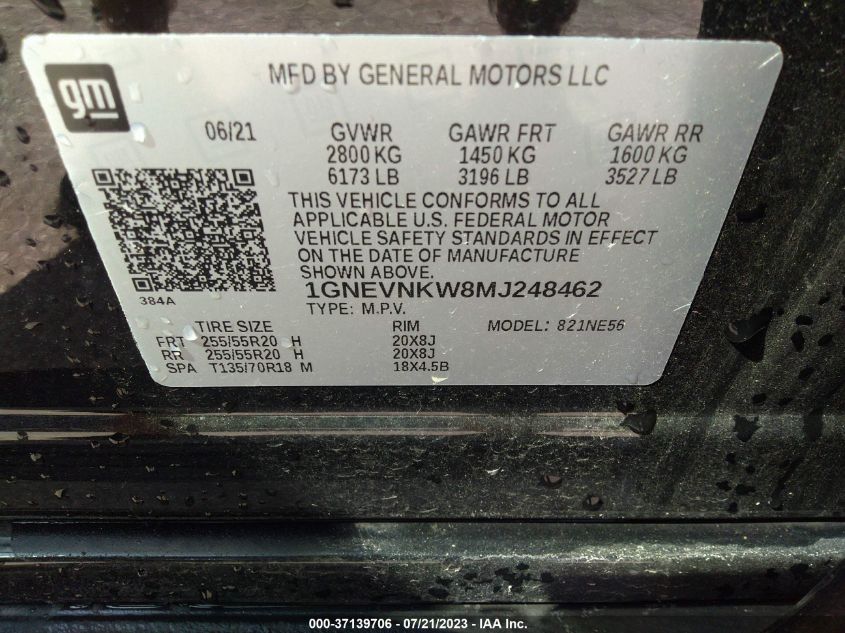 gm
MFD BY GENERAL MOTORS LLC
06/21 GVWR GAWR FRT GAWR RR
2800 KG 1450 KG 1600 KG
6173 LB 3196 LB 3527 LB
THIS VEHICLE CONFORMS TO ALL
APPLICABLE U.S. FEDERAL MOTOR
VEHICLE SAFETY STANDARDS IN EFFECT
ON THE DATE OF MANUFACTURE
SHOWN ABOVE.
384A
1GNEVNKW8MJ248462
TYPE: M.P.V.
TIRE SIZE RIM MODEL: 821NE56
FRT 255/55R20 H 20X8J
RR 255/55R20 H 20X8J
SPA T135/70R18 M 18X4.5B
000-37139706 - 07/21/2023 - IAA Inc.